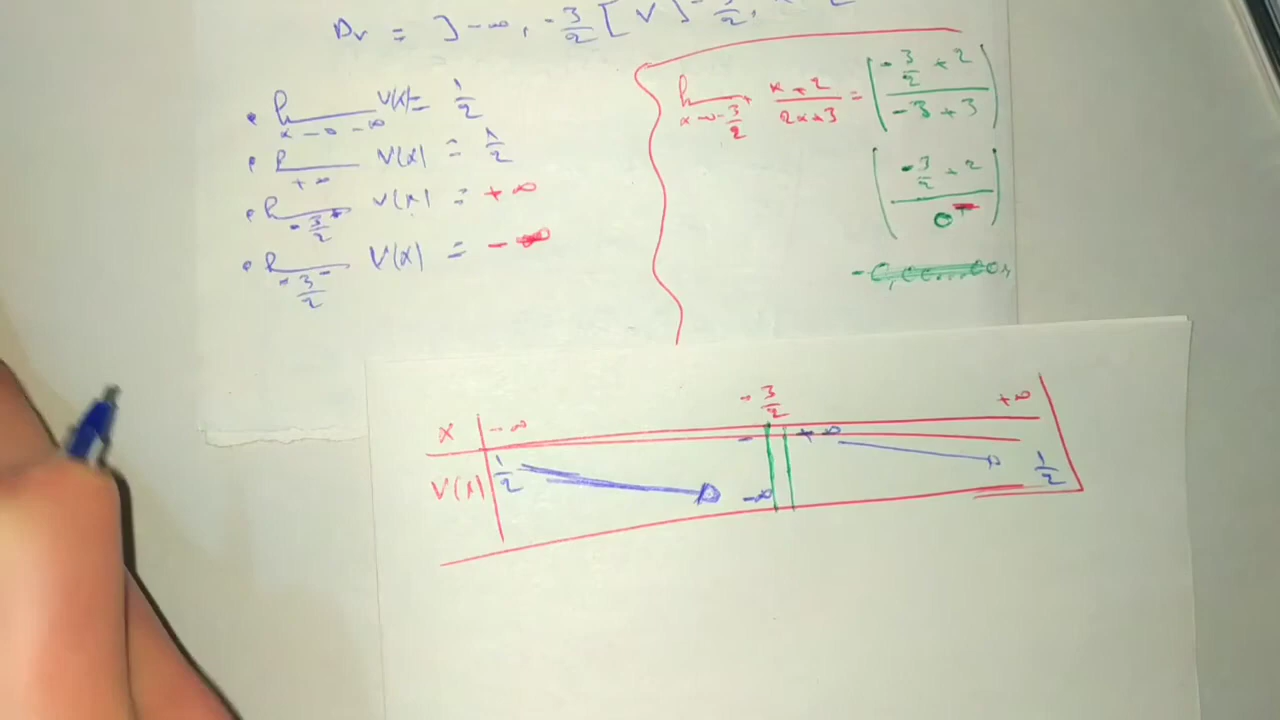 Dv = ]-∞, -3/2[ V ]-3/2,
• lim x→-∞ V(x) = 1/2
• lim +∞ V(x) = 1/2
• lim -3/2+ V(x) = +∞
• lim -3/2- V(x) = -∞
lim x→-3/2+ x+2/2x+3 = (-3/2+2/-3+3)
(-3/2+2/0-)
x -∞ -3/2 +∞
V(x) 1/2 -∞ +∞ 1/2